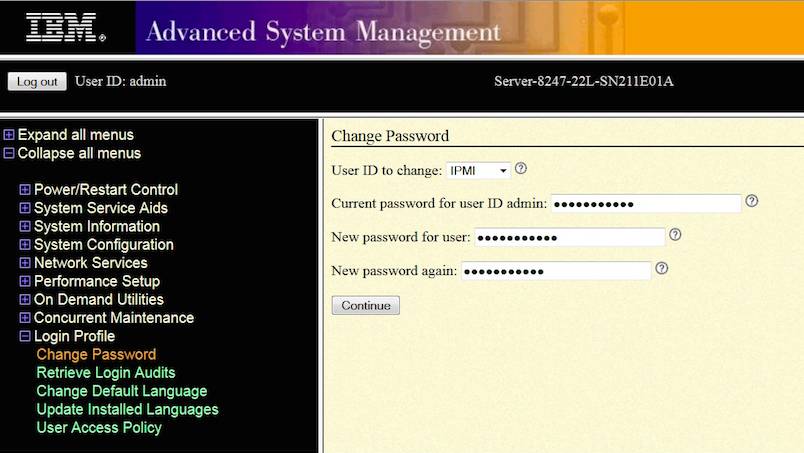 IBM
Advanced System Management
Log out User ID: admin Server-8247-22L-SN211E01A
Expand all menus
Collapse all menus
Power/Restart Control
System Service Aids
System Information
System Configuration
Network Services
Performance Setup
On Demand Utilities
Concurrent Maintenance
Login Profile
Change Password
Retrieve Login Audits
Change Default Language
Update Installed Languages
User Access Policy
Change Password
User ID to change: IPMI ?
Current password for user ID admin: ●●●●●●●●●●● ?
New password for user: ●●●●●●●●●●● ?
New password again: ●●●●●●●●●●● ?
Continue